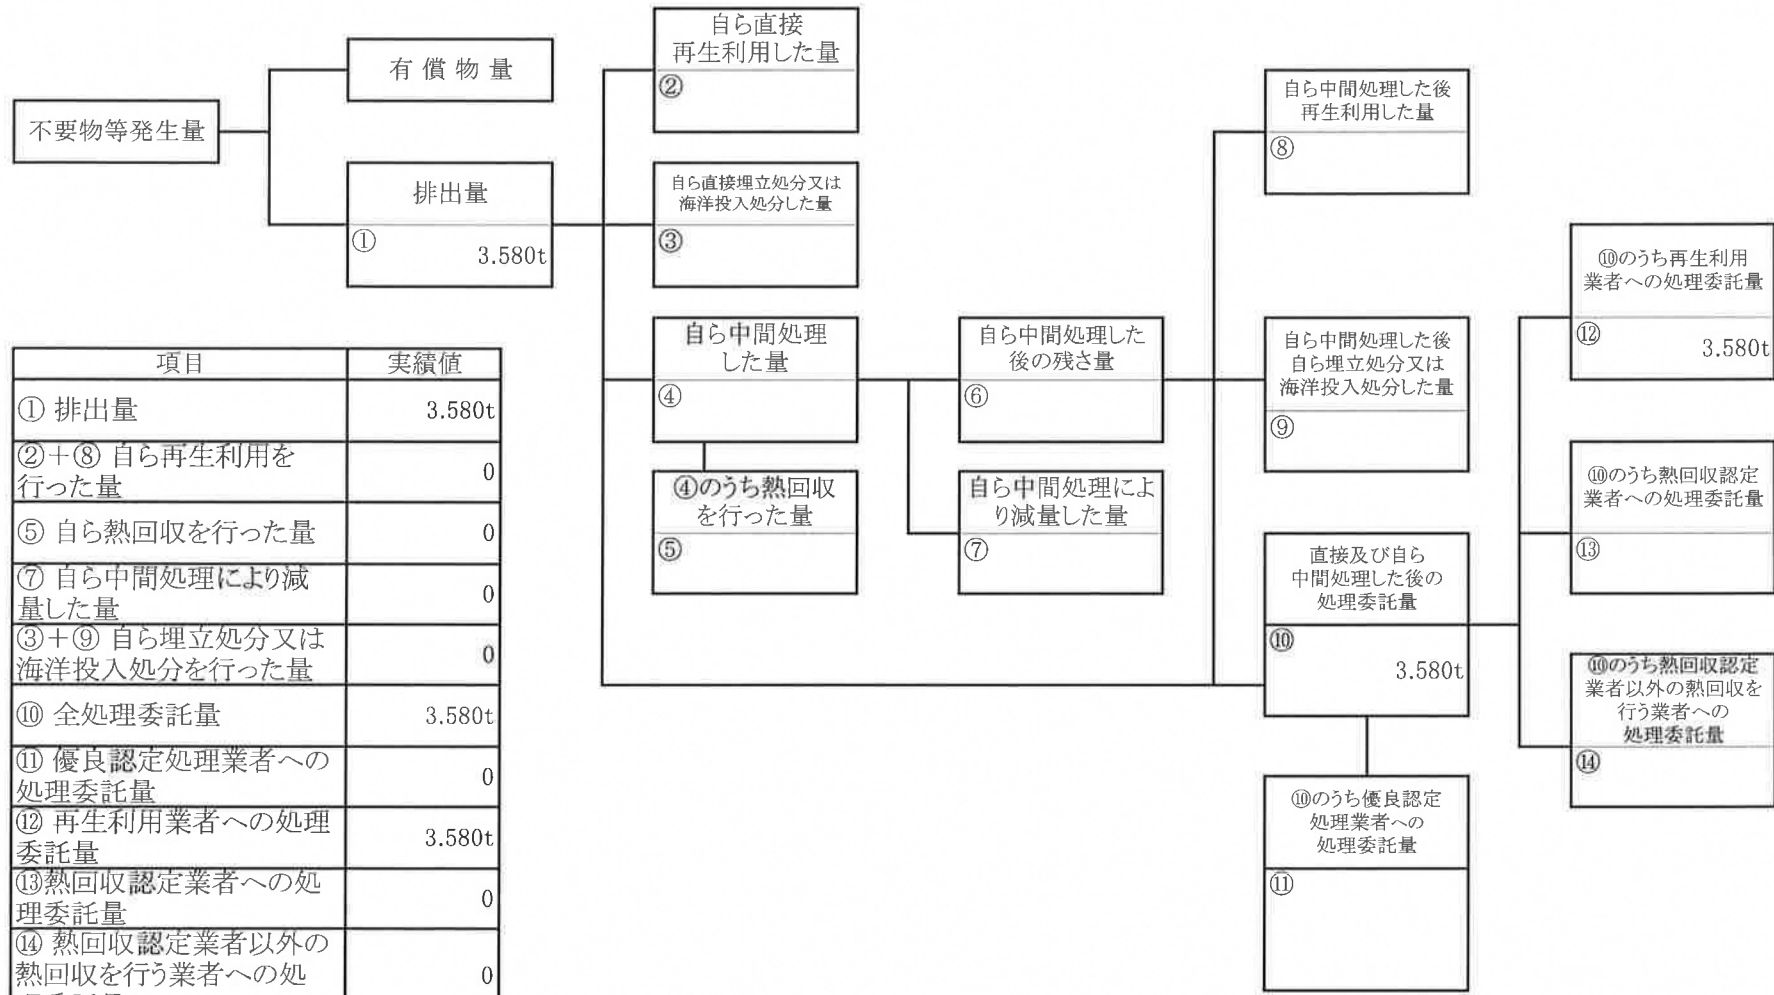 不要物等発生量
有償物量
排出量
①
3.580t
自ら直接
再生利用した量
②
自ら直接埋立処分又は
海洋投入処分した量
③
自ら中間処理
した量
④
④のうち熱回収
を行った量
⑤
自ら中間処理した
後の残さ量
⑥
自ら中間処理によ
り減量した量
⑦
自ら中間処理した後
再生利用した量
⑧
自ら中間処理した後
自ら埋立処分又は
海洋投入処分した量
⑨
直接及び自ら
中間処理した後の
処理委託量
⑩
3.580t
⑩のうち優良認定
処理業者への
処理委託量
⑪
⑩のうち再生利用
業者への処理委託量
⑫
3.580t
⑩のうち熱回収認定
業者への処理委託量
⑬
⑩のうち熱回収認定
業者以外の熱回収を
行う業者への
処理委託量
⑭
項目 実績値
① 排出量 3.580t
②+⑧ 自ら再生利用を
行った量 0
⑤ 自ら熱回収を行った量 0
⑦ 自ら中間処理により減
量した量 0
③+⑨ 自ら埋立処分又は
海洋投入処分を行った量 0
⑩ 全処理委託量 3.580t
⑪ 優良認定処理業者への
処理委託量 0
⑫ 再生利用業者への処理
委託量 3.580t
⑬熱回収認定業者への処
理委託量 0
⑭ 熱回収認定業者以外の
熱回収を行う業者への処 0